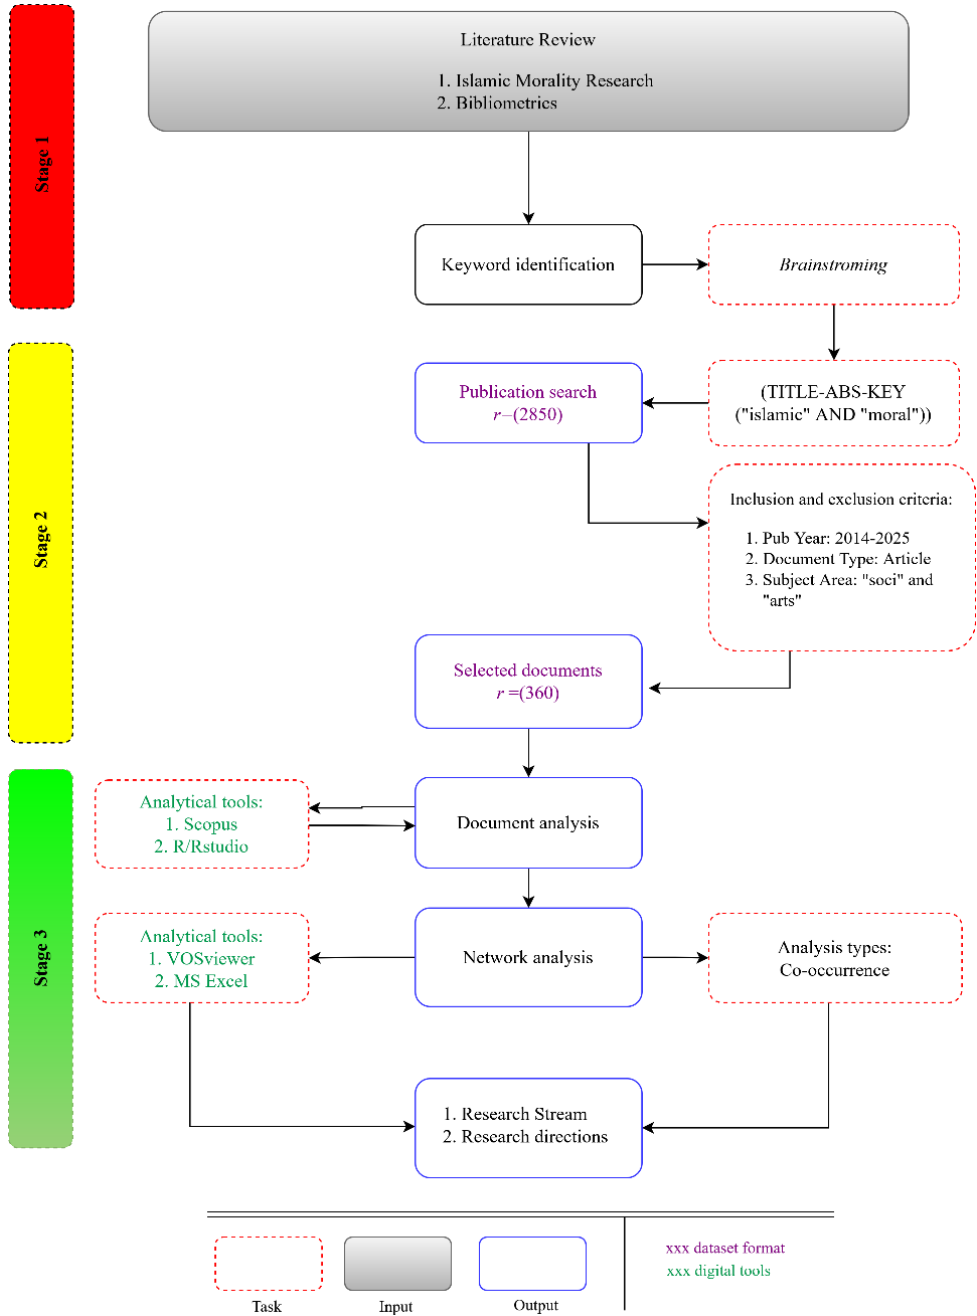 Stage 1
Literature Review
1. Islamic Morality Research
2. Bibliometrics
Keyword identification
Brainstroming
Stage 2
Publication search
r–(2850)
(TITLE-ABS-KEY
("islamic" AND "moral"))
Inclusion and exclusion criteria:
1. Pub Year: 2014-2025
2. Document Type: Article
3. Subject Area: "soci" and
"arts"
Selected documents
r =(360)
Stage 3
Analytical tools:
1. Scopus
2. R/Rstudio
Document analysis
Analytical tools:
1. VOSviewer
2. MS Excel
Network analysis
Analysis types:
Co-occurrence
1. Research Stream
2. Research directions
Task
Input
Output
xxx dataset format
xxx digital tools